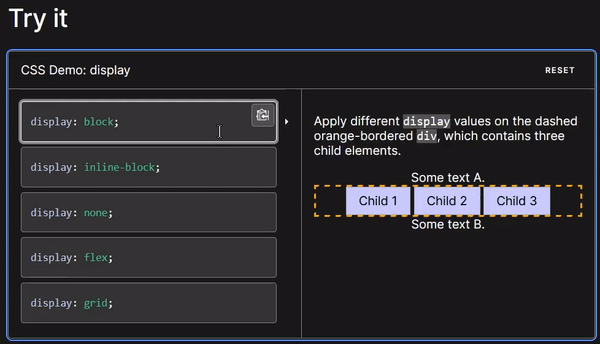 Try it
CSS Demo: display
RESET
display: block;
display: inline-block;
display: none;
display: flex;
display: grid;
Apply different display values on the dashed
orange-bordered div, which contains three
child elements.
Some text A.
Child 1 Child 2 Child 3
Some text B.